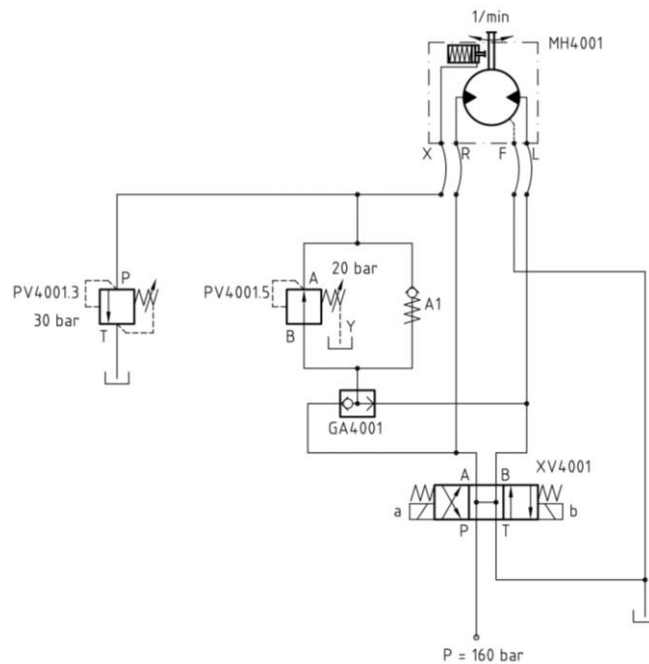 1/min
MH4001
X R F L
P
PV4001.3
30 bar
T
A
20 bar
PV4001.5
B
Y
A1
GA4001
A B
XV4001
a
b
P T
P = 160 bar